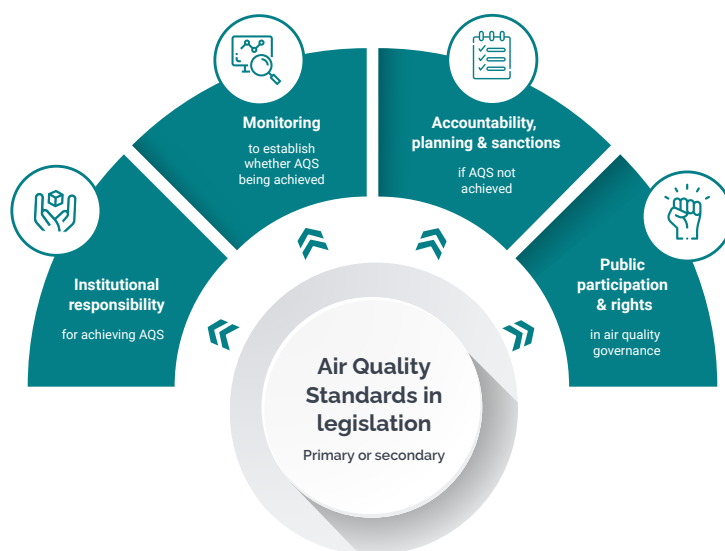 Institutional
responsibility
for achieving AQS
Monitoring
to establish
whether AQS
being achieved
Accountability,
planning & sanctions
if AQS not
achieved
Public
participation
& rights
in air quality
governance
Air Quality
Standards in
legislation
Primary or secondary